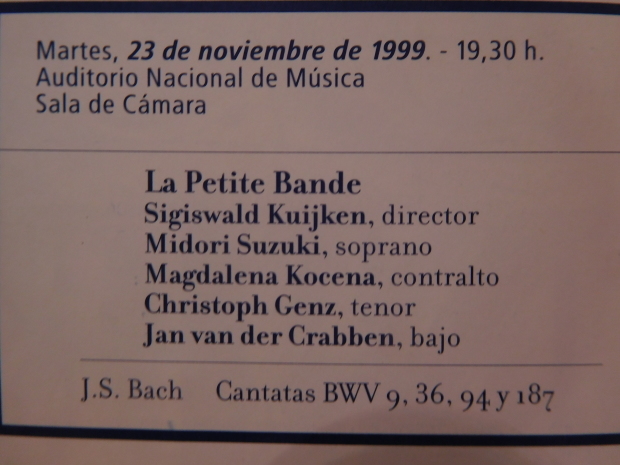 Martes, 23 de noviembre de 1999. - 19,30 h.
Auditorio Nacional de Música
Sala de Cámara
La Petite Bande
Sigiswald Kuijken, director
Midori Suzuki, soprano
Magdalena Kocena, contralto
Christoph Genz, tenor
Jan van der Crabben, bajo
J.S. Bach Cantatas BWV 9, 36, 94 y 187